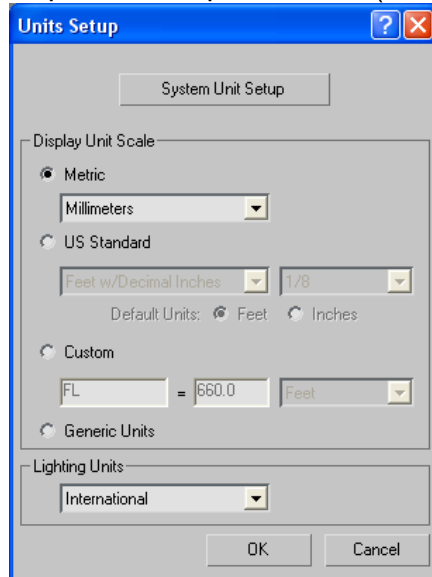 Units Setup
System Unit Setup
Display Unit Scale
Metric
Millimeters
US Standard
Feet w/Decimal Inches 1/8
Default Units: Feet Inches
Custom
FL = 660.0 Feet
Generic Units
Lighting Units
International
OK Cancel